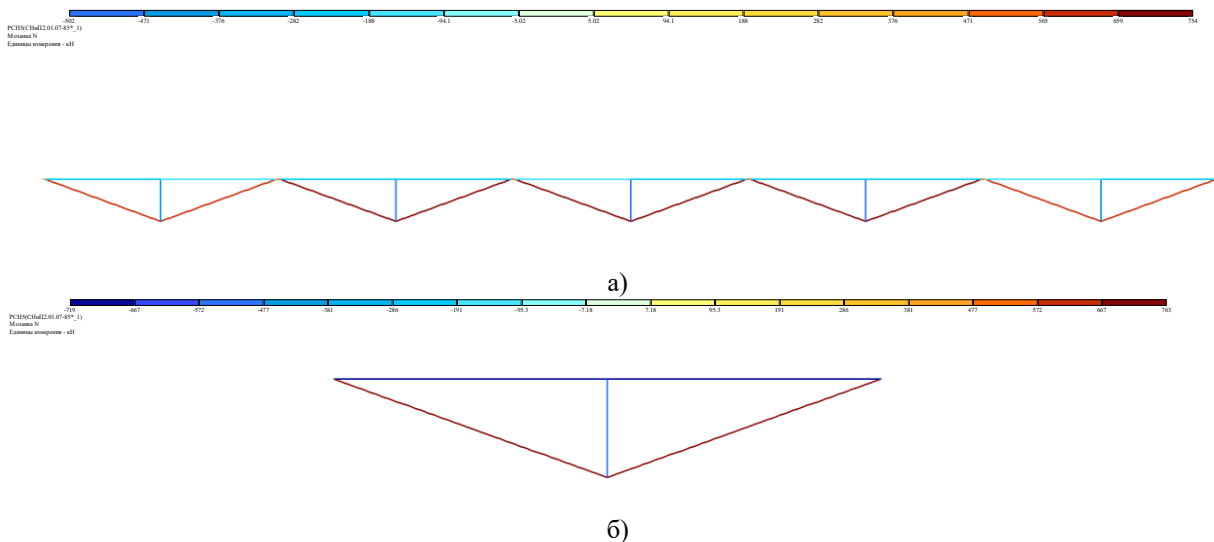 -502 -471 -376 -282 -188 -94.1 -5.02 5.02 94.1 188 282 376 471 565 659 754
РСН5(СНиП2.01.07-85*_1)
Мозаика N
Единицы измерения - кН
а)
-719 -667 -572 -477 -381 -286 -191 -95.3 -7.18 7.18 95.3 191 286 381 477 572 667 763
РСН5(СНиП2.01.07-85*_1)
Мозаика N
Единицы измерения - кН
б)